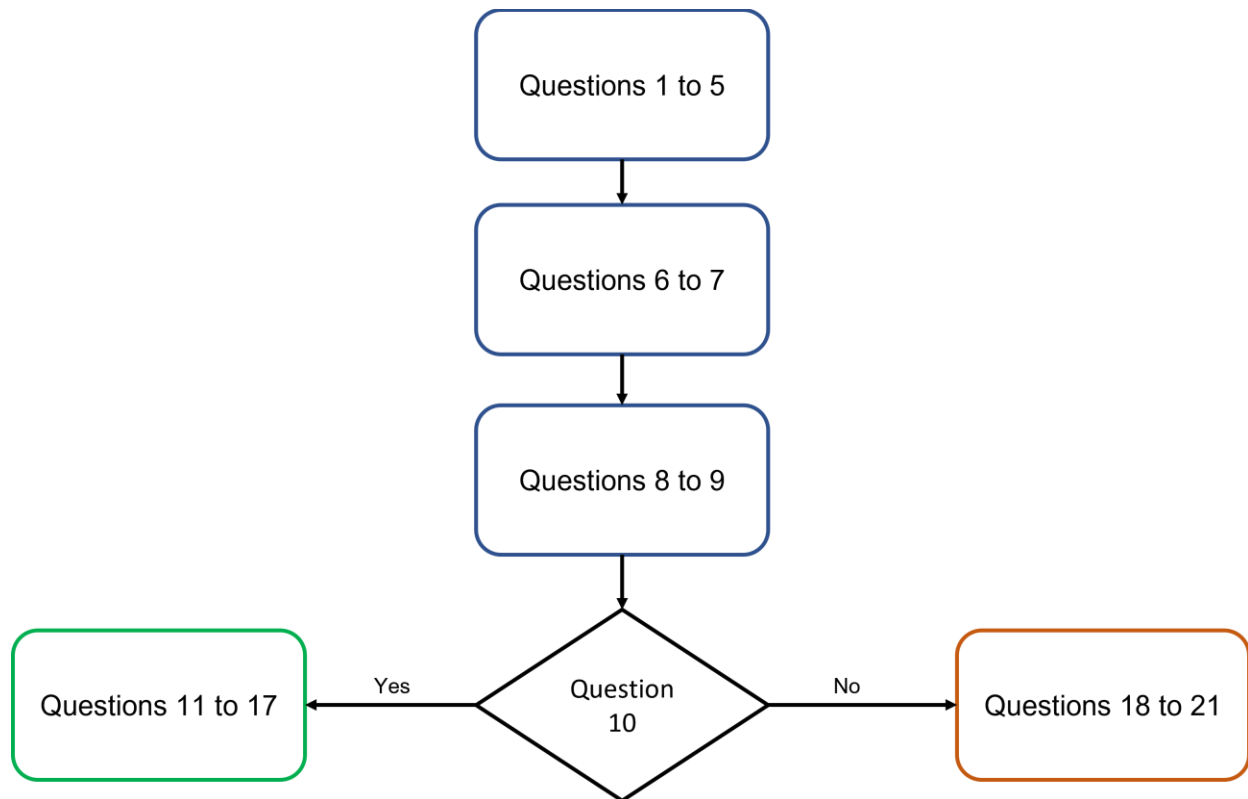 Questions 1 to 5
Questions 6 to 7
Questions 8 to 9
Yes
Question
10
No
Questions 11 to 17
Questions 18 to 21